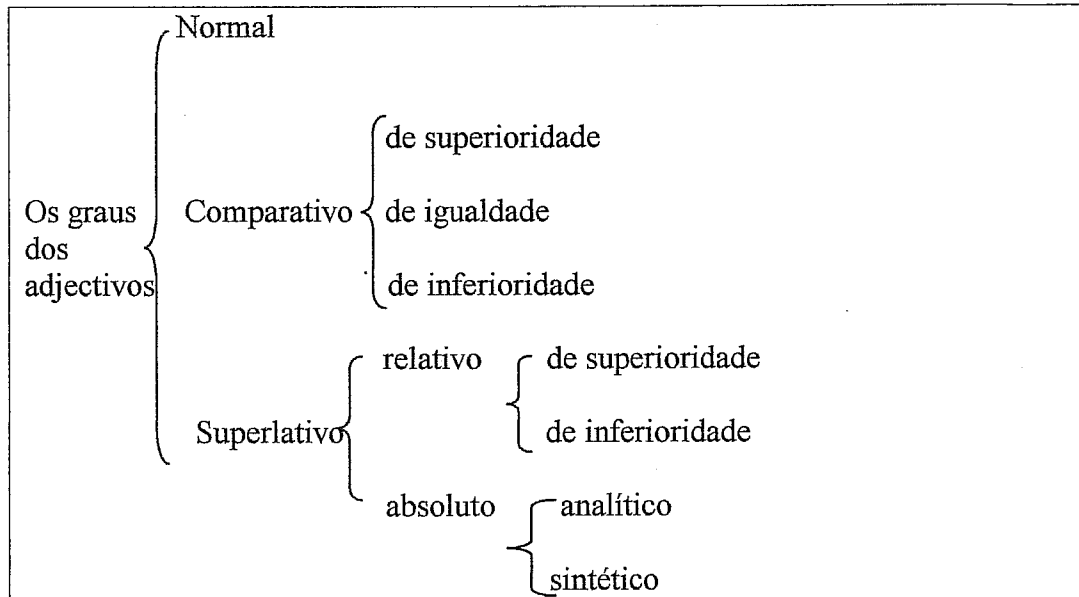 Normal
de superioridade
Os graus
dos
adjectivos
Comparativo
de igualdade
de inferioridade
relativo
de superioridade
Superlativo
de inferioridade
absoluto
analítico
sintético